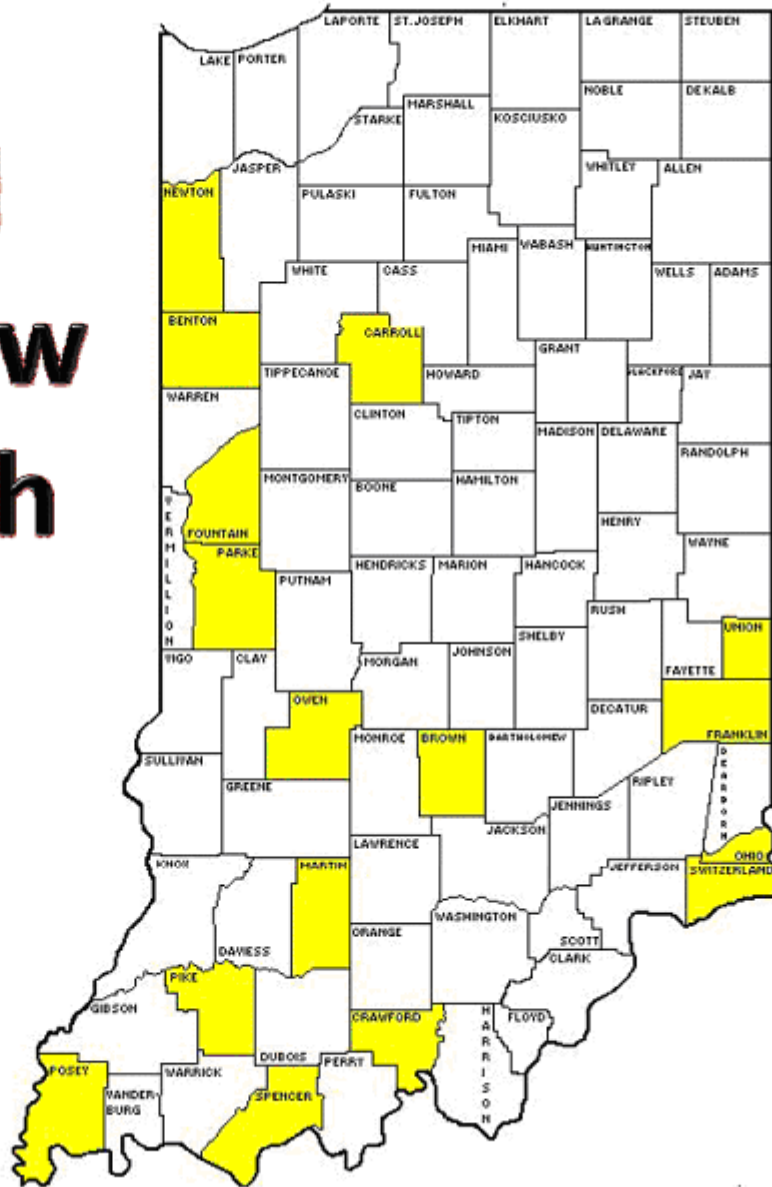 LAPORTE ST.JOSEPH ELKHART LAGRANGE STEUBEN
LAKE PORTER
NOBLE DEKALB
MARSHALL
STARKE KOSCIUSKO
JASPER WHITLEY ALLEN
NEWTON PULASKI FULTON
MIAMI WABASH HUNTINGTON
WHITE CASS WELLS ADAMS
BENTON
CARROLL
GRANT
TIPPECANOE HOWARD BLACKFORD JAY
WARREN
CLINTON TIPTON
MADISON DELAWARE
RANDOLPH
MONTGOMERY BOONE HAMILTON
VERMILLION
HENRY
FOUNTAIN
WAYNE
PARKE
PUTNAM HENDRICKS MARION HANCOCK
RUSH
UNION
SHELBY
VIGO CLAY MORGAN JOHNSON
FAYETTE
OWEN
DECATUR
MONROE BROWN BARTHOLOMEW FRANKLIN
DEARBORN
SULLIVAN
RIPLEY
GREENE
JENNINGS
JACKSON
LAWRENCE
OHIO
KNOX MARTIN JEFFERSON SWITZERLAND
WASHINGTON
ORANGE
SCOTT
DAVIESS
CLARK
PIKE
GIBSON CRAWFORD HARRISON FLOYD
DUBOIS PERRY
POSEY WARRICK
VANDER-
BURG
SPENCER